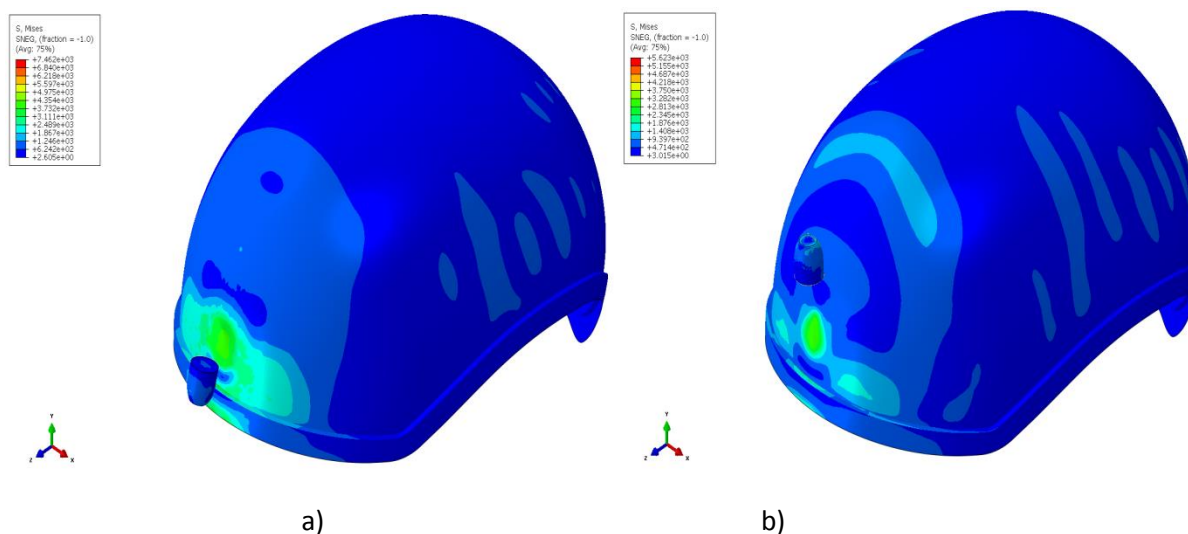 S, Mises
SNEG, (fraction = -1.0)
(Avg: 75%)
+7.462e+03
+6.840e+03
+6.218e+03
+5.597e+03
+4.975e+03
+4.354e+03
+3.732e+03
+3.111e+03
+2.489e+03
+1.867e+03
+1.246e+03
+6.242e+02
+2.605e+00
Y
Z
X
a)
S, Mises
SNEG, (fraction = -1.0)
(Avg: 75%)
+5.623e+03
+5.155e+03
+4.687e+03
+4.218e+03
+3.750e+03
+3.282e+03
+2.813e+03
+2.345e+03
+1.876e+03
+1.408e+03
+9.397e+02
+4.714e+02
+3.015e+00
Y
Z
X
b)